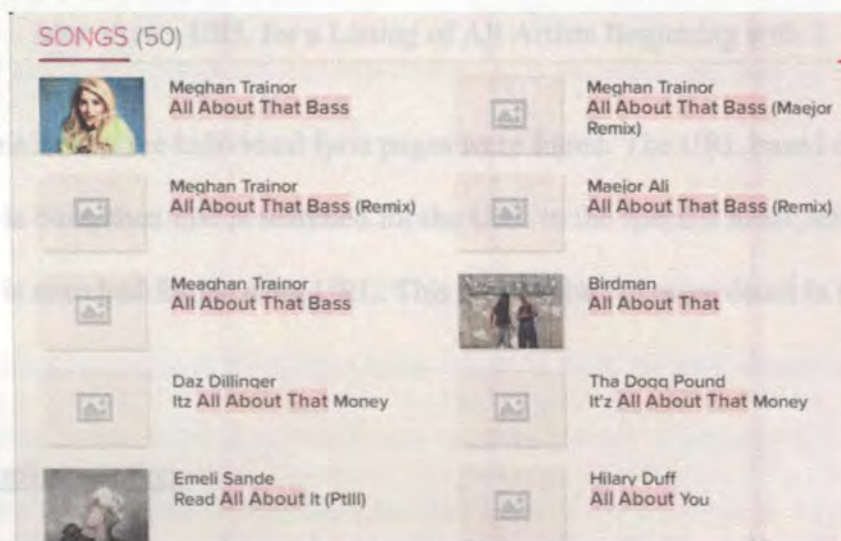 SONGS (50)
Meghan Trainor
All About That Bass
Meghan Trainor
All About That Bass (Maejor
Remix)
Meghan Trainor
All About That Bass (Remix)
Maejor Ali
All About That Bass (Remix)
Meaghan Trainor
All About That Bass
Birdman
All About That
Daz Dillinger
Itz All About That Money
Tha Dogg Pound
It'z All About That Money
Emeli Sande
Read All About It (PtIII)
Hilary Duff
All About You